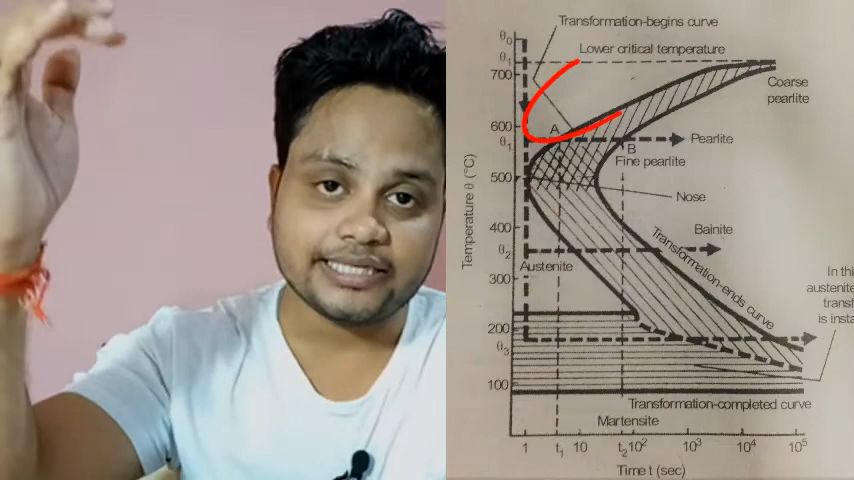 Transformation-begins curve
Lower critical temperature
θ0
θ1
700
Coarse
pearlite
600
A
θ1
Pearlite
B
Fine pearlite
500
Nose
Temperature θ (°C)
400
Bainite
θ2
Transformation-ends curve
Austenite
300
In thi
austenite
transf
is insta
200
θ3
100
Transformation-completed curve
Martensite
1
t1
10
t2
10²
10³
10⁴
10⁵
Time t (sec)